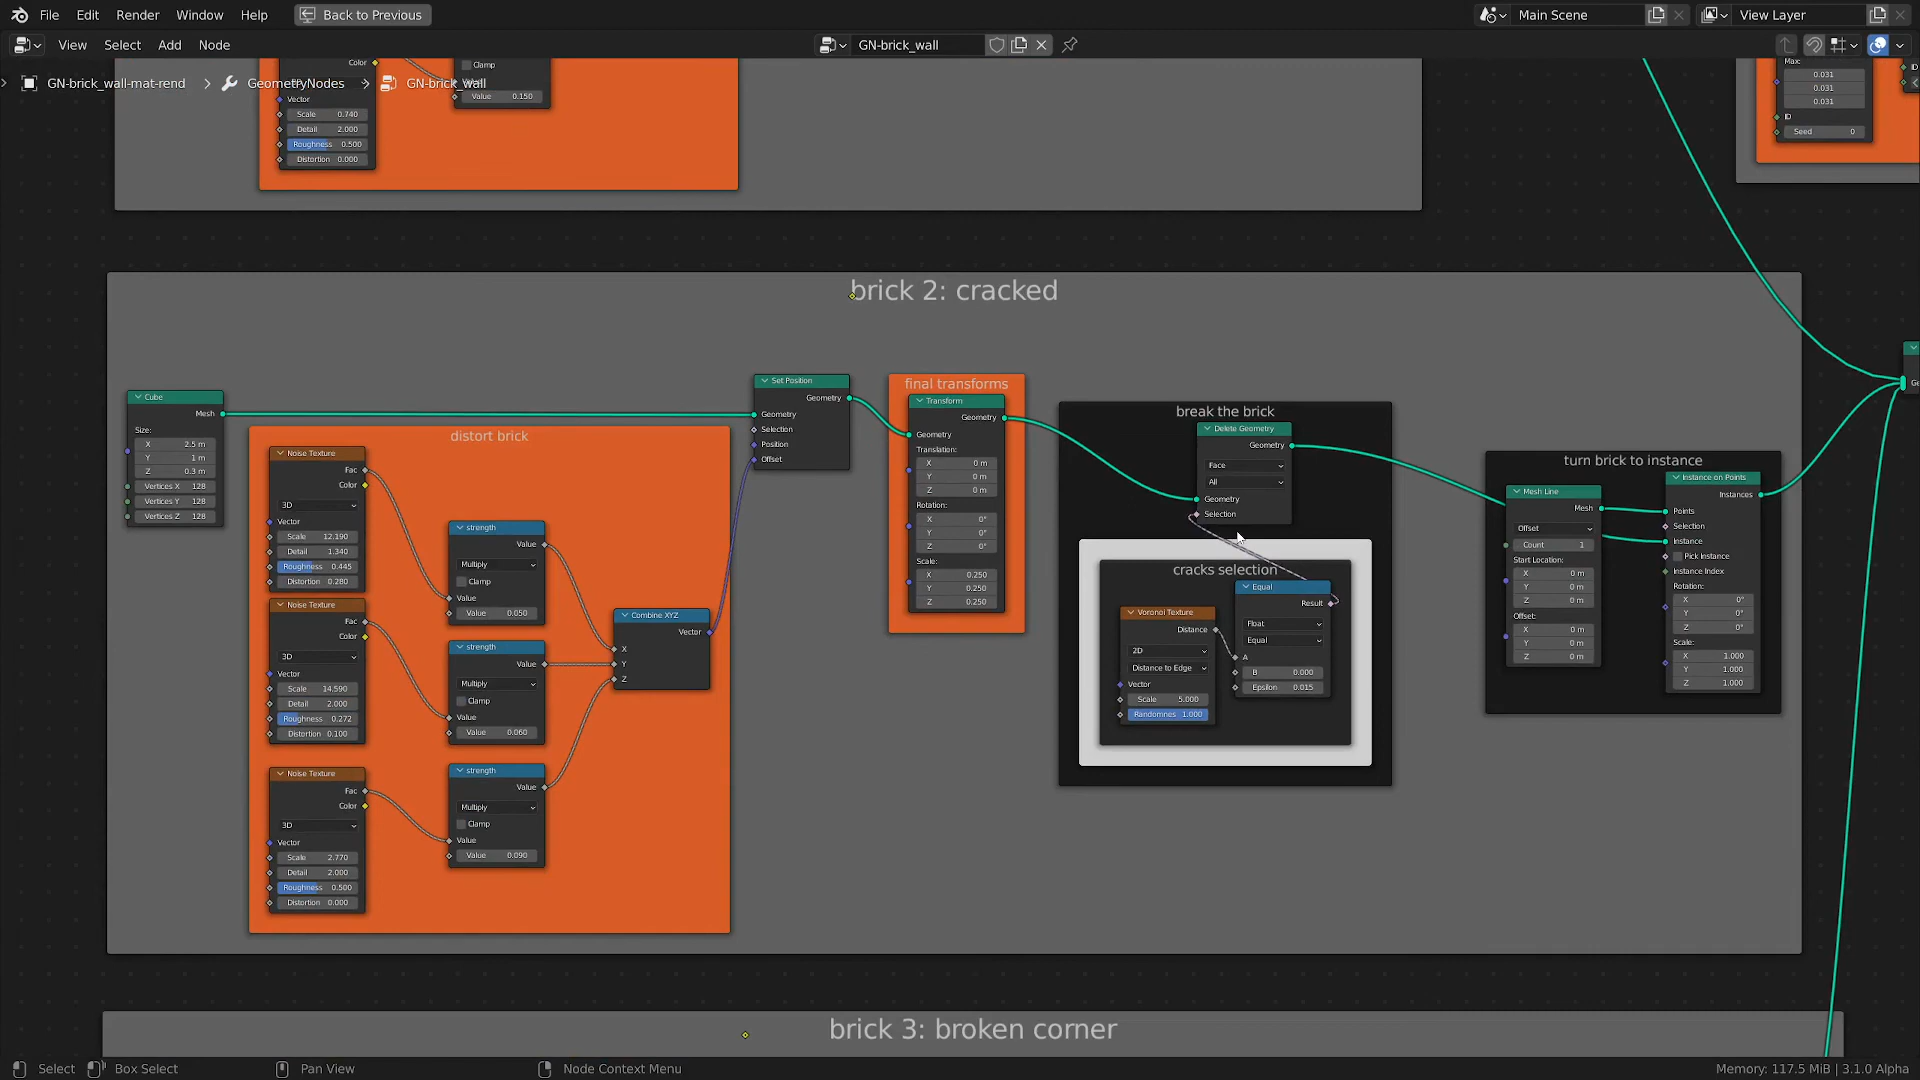 File Edit Render Window Help Back to Previous Main Scene View Layer
View Select Add Node GN-brick_wall
GN-brick_wall-mat-rend > GeometryNodes > GN-brick_wall
Color
Vector
Scale 0.740
Detail 2.000
Roughness 0.500
Distortion 0.000
Clamp
Value 0.150
Max:
0.031
0.031
0.031
ID
Seed 0
ID
brick 2: cracked
Cube
Mesh
Size:
X 2.5 m
Y 1 m
Z 0.3 m
Vertices X 128
Vertices Y 128
Vertices Z 128
distort brick
Noise Texture
Fac
Color
3D
Vector
Scale 12.190
Detail 1.340
Roughness 0.445
Distortion 0.280
Noise Texture
Fac
Color
3D
Vector
Scale 14.590
Detail 2.000
Roughness 0.272
Distortion 0.100
Noise Texture
Fac
Color
3D
Vector
Scale 2.770
Detail 2.000
Roughness 0.500
Distortion 0.000
strength
Value
Multiply
Clamp
Value
Value 0.050
strength
Value
Multiply
Clamp
Value
Value 0.060
strength
Value
Multiply
Clamp
Value
Value 0.090
Combine XYZ
Vector
X
Y
Z
Set Position
Geometry
Geometry
Selection
Position
Offset
final transforms
Transform
Geometry
Geometry
Translation:
X 0 m
Y 0 m
Z 0 m
Rotation:
X 0°
Y 0°
Z 0°
Scale:
X 0.250
Y 0.250
Z 0.250
break the brick
Delete Geometry
Geometry
Face
All
Geometry
Selection
cracks selection
Voronoi Texture
Distance
2D
Distance to Edge
Vector
Scale 5.000
Randomnes 1.000
Equal
Result
Float
Equal
A
B 0.000
Epsilon 0.015
turn brick to instance
Mesh Line
Mesh
Offset
Count 1
Start Location:
X 0 m
Y 0 m
Z 0 m
Offset:
X 0 m
Y 0 m
Z 0 m
Instance on Points
Instances
Points
Selection
Instance
Pick Instance
Instance Index
Rotation:
X 0°
Y 0°
Z 0°
Scale:
X 1.000
Y 1.000
Z 1.000
brick 3: broken corner
Select Box Select Pan View Node Context Menu Memory: 117.5 MiB | 3.1.0 Alpha